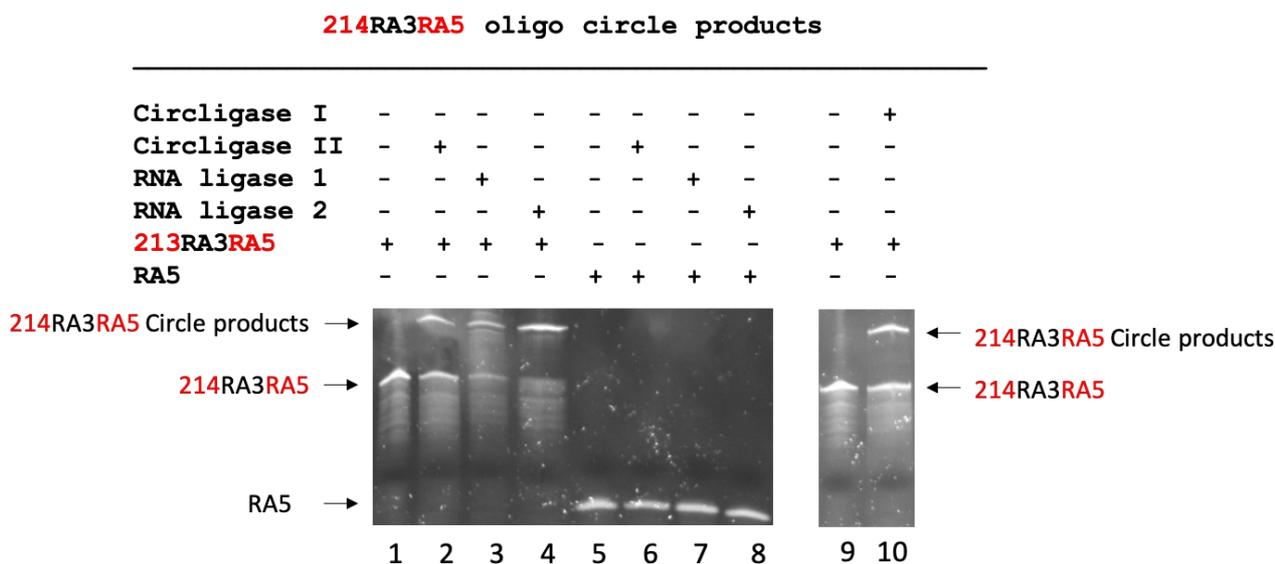 214RA3RA5 oligo circle products
Circligase I - - - - - - - - - +
Circligase II - + - - - + - - - -
RNA ligase 1 - - + - - - + - - -
RNA ligase 2 - - - + - - - + - -
213RA3RA5 + + + + - - - - + +
RA5 - - - - + + + + - -
214RA3RA5 Circle products
214RA3RA5 Circle products
214RA3RA5
214RA3RA5
RA5
1 2 3 4 5 6 7 8 9 10